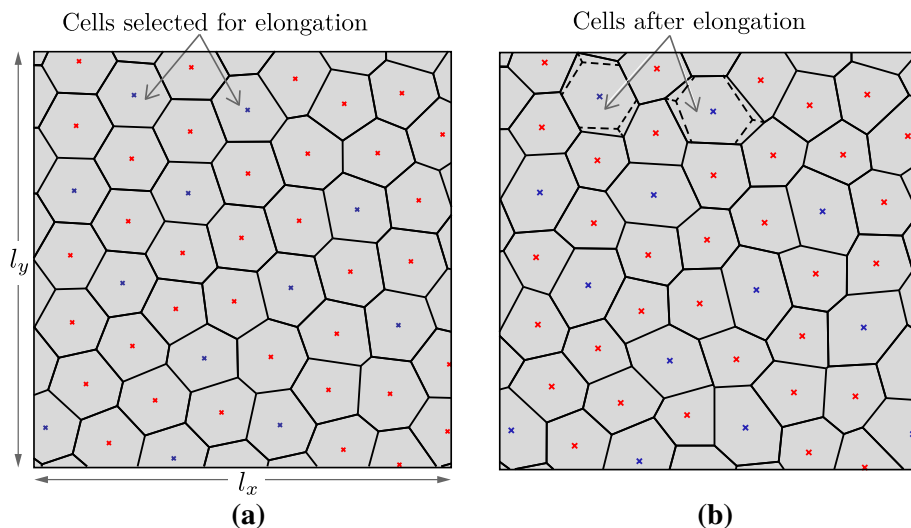 Cells selected for elongation
Cells after elongation
l_y
l_x
(a)
(b)